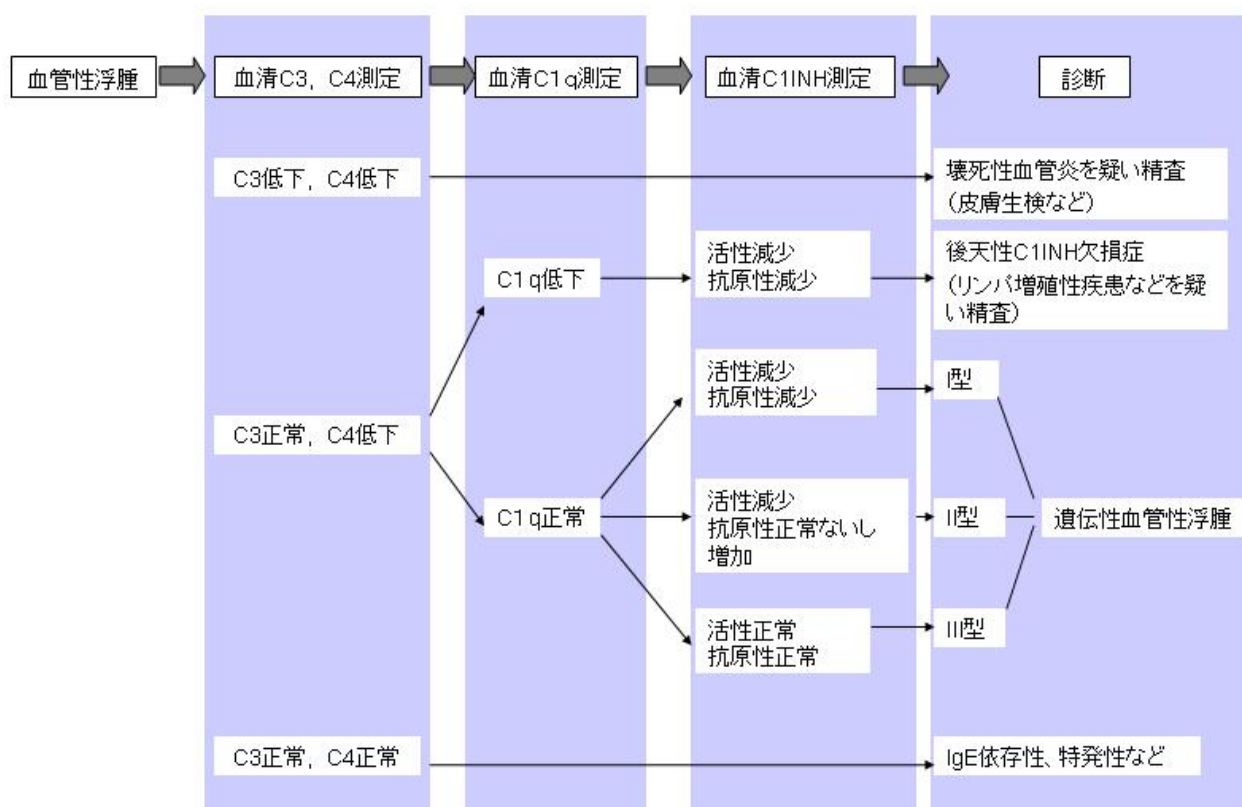 血管性浮腫
血清C3，C4測定
血清C1q測定
血清C1INH測定
診断
C3低下，C4低下
壊死性血管炎を疑い精査
（皮膚生検など）
C1q低下
活性減少
抗原性減少
後天性C1INH欠損症
（リンパ増殖性疾患などを疑
い精査）
C3正常，C4低下
活性減少
抗原性減少
I型
C1q正常
活性減少
抗原性正常ないし
増加
II型
遺伝性血管性浮腫
活性正常
抗原性正常
III型
C3正常，C4正常
IgE依存性、特発性など